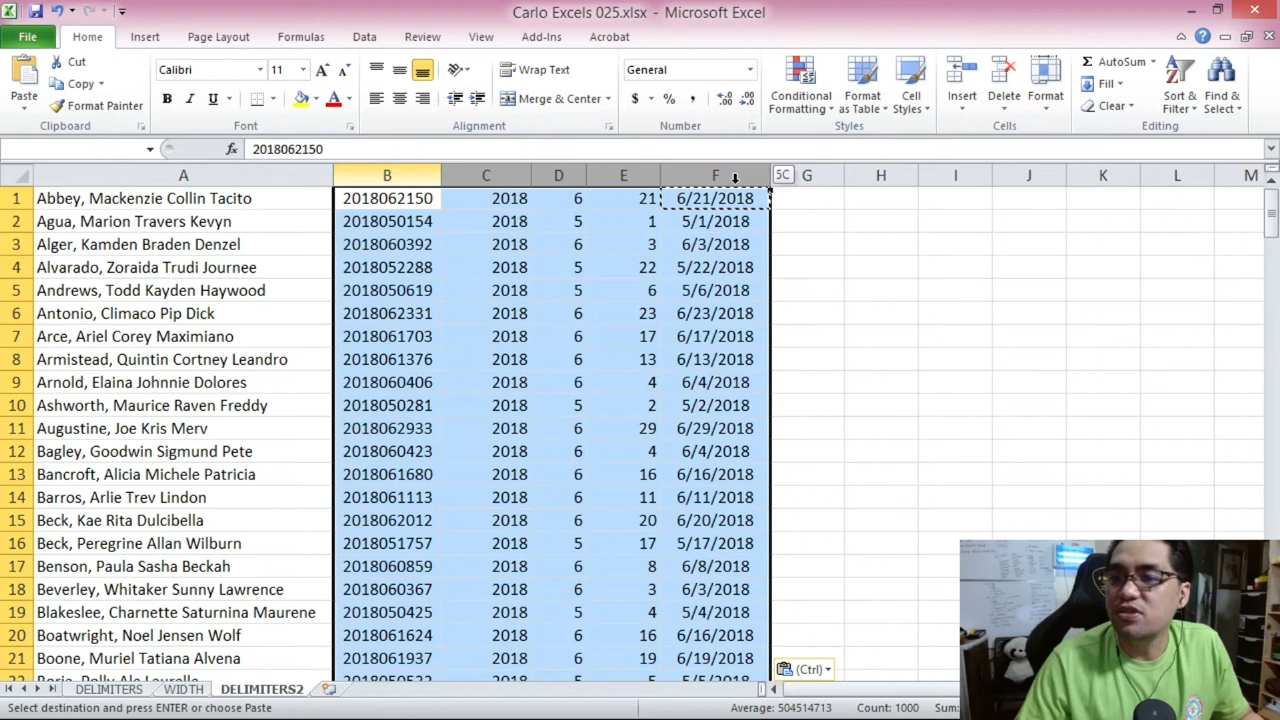 Carlo Excels 025.xlsx - Microsoft Excel
File Home Insert Page Layout Formulas Data Review View Add-Ins Acrobat
Paste
Cut
Copy
Format Painter
Clipboard
Calibri 11
B I U
Font
Wrap Text
Merge & Center
Alignment
General
$ % ,
Number
Conditional Formatting
Format as Table
Cell Styles
Styles
Insert
Delete
Format
Cells
AutoSum
Fill
Clear
Sort & Filter
Find & Select
Editing
fx 2018062150
A B C D E F 5C G H I J K L M
1 Abbey, Mackenzie Collin Tacito 2018062150 2018 6 21 6/21/2018
2 Agua, Marion Travers Kevyn 2018050154 2018 5 1 5/1/2018
3 Alger, Kamden Braden Denzel 2018060392 2018 6 3 6/3/2018
4 Alvarado, Zoraida Trudi Journee 2018052288 2018 5 22 5/22/2018
5 Andrews, Todd Kayden Haywood 2018050619 2018 5 6 5/6/2018
6 Antonio, Climaco Pip Dick 2018062331 2018 6 23 6/23/2018
7 Arce, Ariel Corey Maximiano 2018061703 2018 6 17 6/17/2018
8 Armistead, Quintin Cortney Leandro 2018061376 2018 6 13 6/13/2018
9 Arnold, Elaina Johnnie Dolores 2018060406 2018 6 4 6/4/2018
10 Ashworth, Maurice Raven Freddy 2018050281 2018 5 2 5/2/2018
11 Augustine, Joe Kris Merv 2018062933 2018 6 29 6/29/2018
12 Bagley, Goodwin Sigmund Pete 2018060423 2018 6 4 6/4/2018
13 Bancroft, Alicia Michele Patricia 2018061680 2018 6 16 6/16/2018
14 Barros, Arlie Trev Lindon 2018061113 2018 6 11 6/11/2018
15 Beck, Kae Rita Dulcibella 2018062012 2018 6 20 6/20/2018
16 Beck, Peregrine Allan Wilburn 2018051757 2018 5 17 5/17/2018
17 Benson, Paula Sasha Beckah 2018060859 2018 6 8 6/8/2018
18 Beverley, Whitaker Sunny Lawrence 2018060367 2018 6 3 6/3/2018
19 Blakeslee, Charnette Saturnina Maurene 2018050425 2018 5 4 5/4/2018
20 Boatwright, Noel Jensen Wolf 2018061624 2018 6 16 6/16/2018
21 Boone, Muriel Tatiana Alvena 2018061937 2018 6 19 6/19/2018
(Ctrl)
DELIMITERS WIDTH DELIMITERS2
Select destination and press ENTER or choose Paste Average: 504514713 Count: 1000